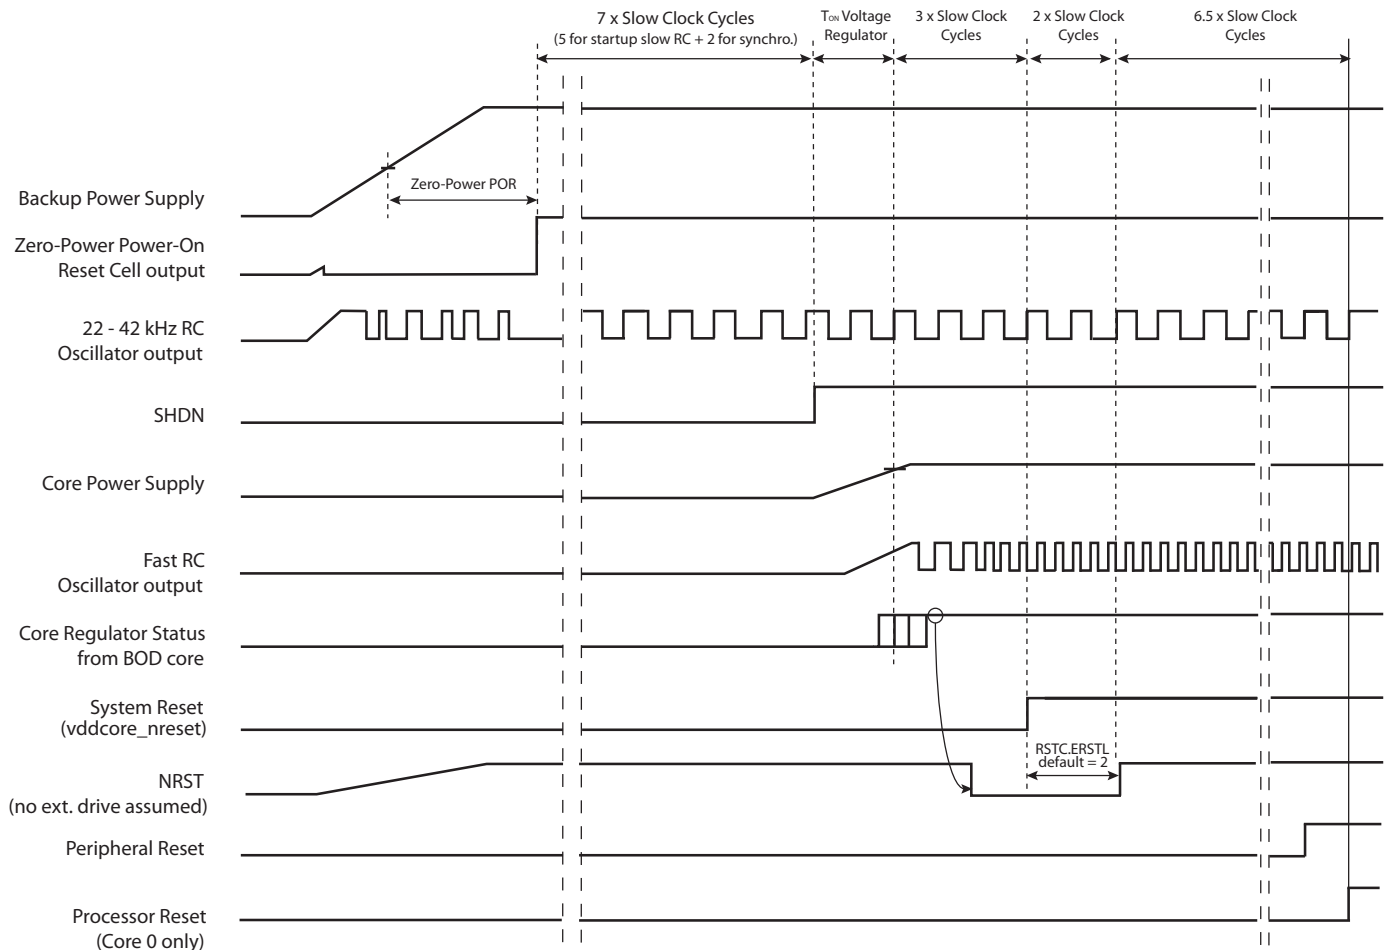 7 x Slow Clock Cycles
(5 for startup slow RC + 2 for synchro.)
TON Voltage
Regulator
3 x Slow Clock
Cycles
2 x Slow Clock
Cycles
6.5 x Slow Clock
Cycles
Zero-Power POR
Backup Power Supply
Zero-Power Power-On
Reset Cell output
22 - 42 kHz RC
Oscillator output
SHDN
Core Power Supply
Fast RC
Oscillator output
Core Regulator Status
from BOD core
System Reset
(vddcore_nreset)
RSTC.ERSTL
default = 2
NRST
(no ext. drive assumed)
Peripheral Reset
Processor Reset
(Core 0 only)